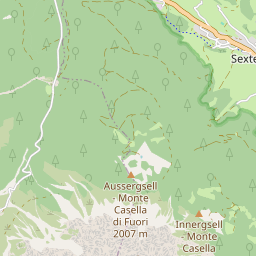 Sexte
Aussergsell
- Monte
Casella
di Fuori
2007 m
Innergsell
- Monte
Casella